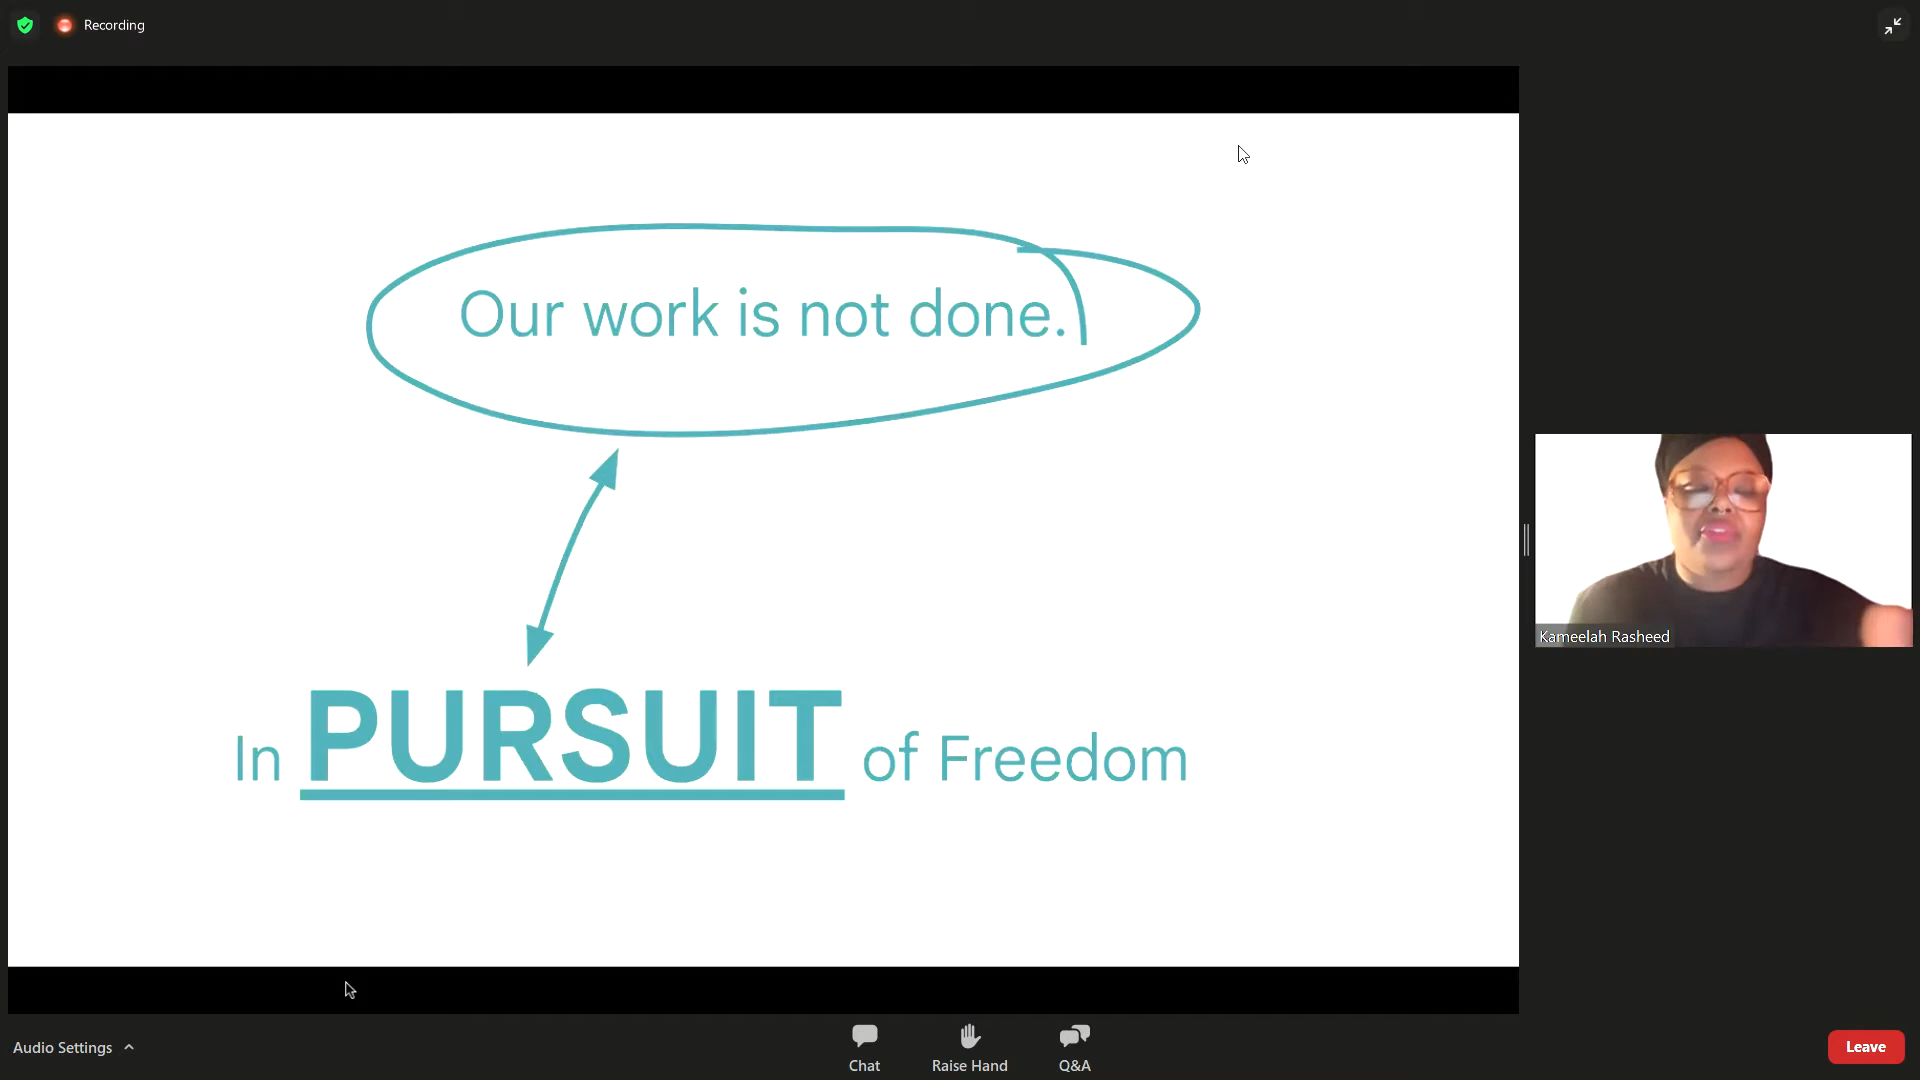 Recording
Our work is not done.
In PURSUIT of Freedom
Kameelah Rasheed
Audio Settings
Chat
Raise Hand
Q&A
Leave